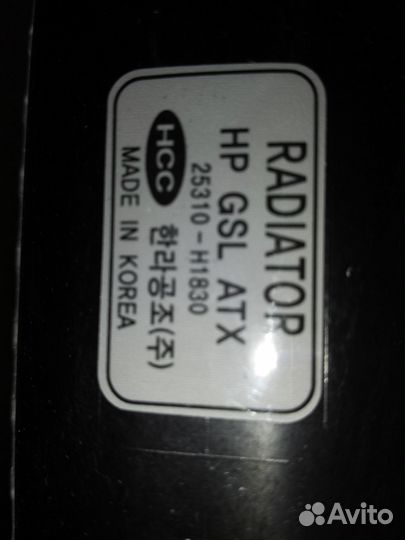 RADIATOR
HP GSL ATX
25310-H1830
HCC 한라공조(주)
MADE IN KOREA
Avito